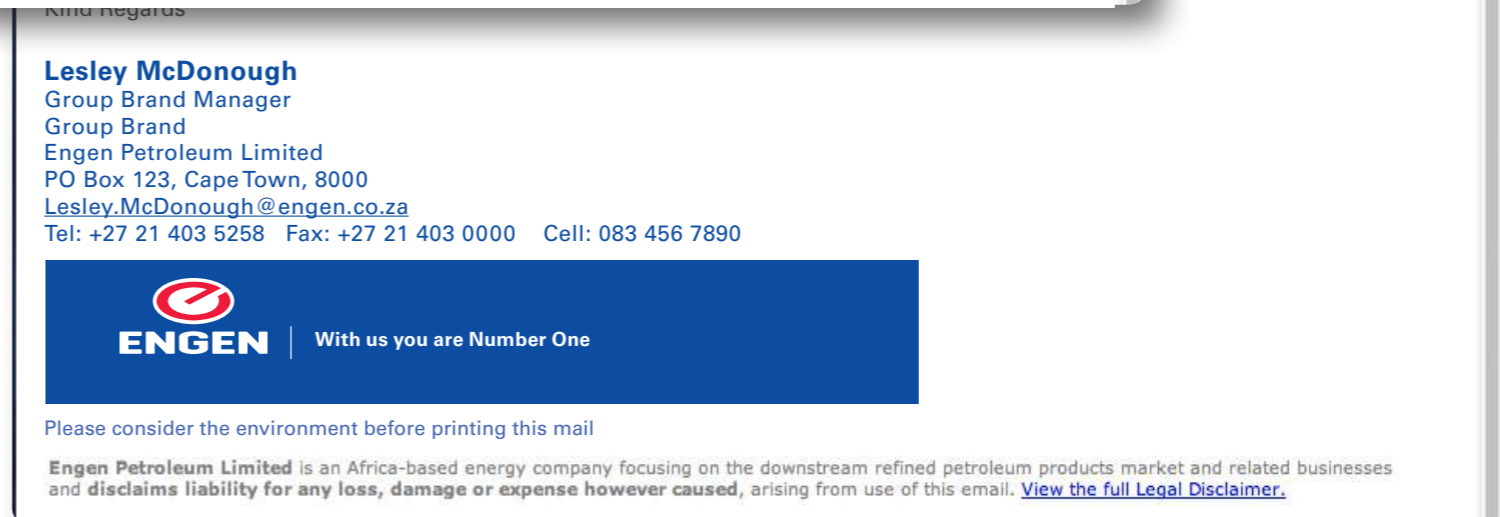 Kind Regards
Lesley McDonough
Group Brand Manager
Group Brand
Engen Petroleum Limited
PO Box 123, Cape Town, 8000
Lesley.McDonough@engen.co.za
Tel: +27 21 403 5258 Fax: +27 21 403 0000 Cell: 083 456 7890
ENGEN | With us you are Number One
Please consider the environment before printing this mail
Engen Petroleum Limited is an Africa-based energy company focusing on the downstream refined petroleum products market and related businesses
and disclaims liability for any loss, damage or expense however caused, arising from use of this email. View the full Legal Disclaimer.